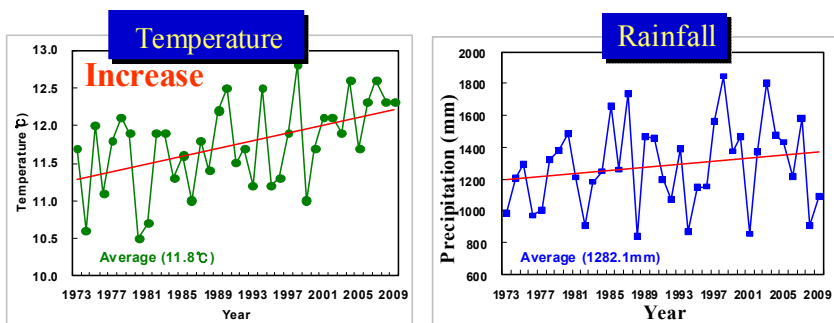 Temperature
Increase
Temperature℃
13.0
12.5
12.0
11.5
11.0
10.5
10.0
Average (11.8℃)
1973 1977 1981 1985 1989 1993 1997 2001 2005 2009
Year
Rainfall
Precipitation (mm)
2000
1800
1600
1400
1200
1000
800
600
Average (1282.1mm)
1973 1977 1981 1985 1989 1993 1997 2001 2005 2009
Year